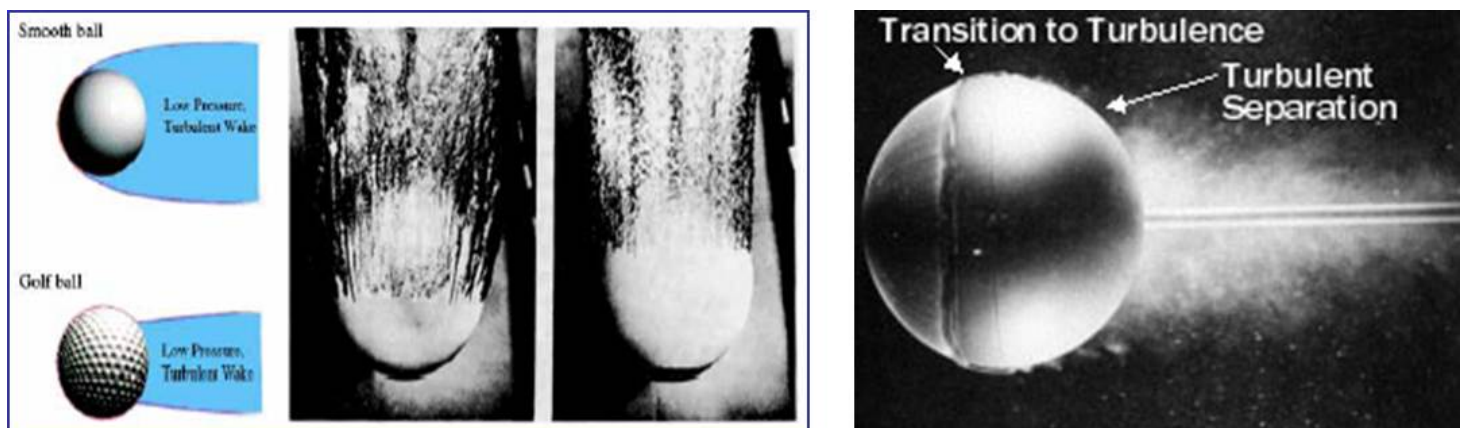 Smooth ball
Low Pressure,
Turbulent Wake
Golf ball
Low Pressure,
Turbulent Wake
Transition to Turbulence
Turbulent
Separation